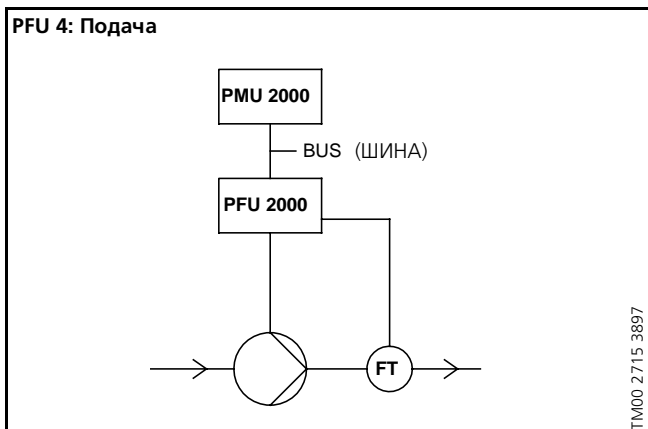 PFU 4: Подача
PMU 2000
BUS (ШИНА)
PFU 2000
FT
TM00 2715 3897